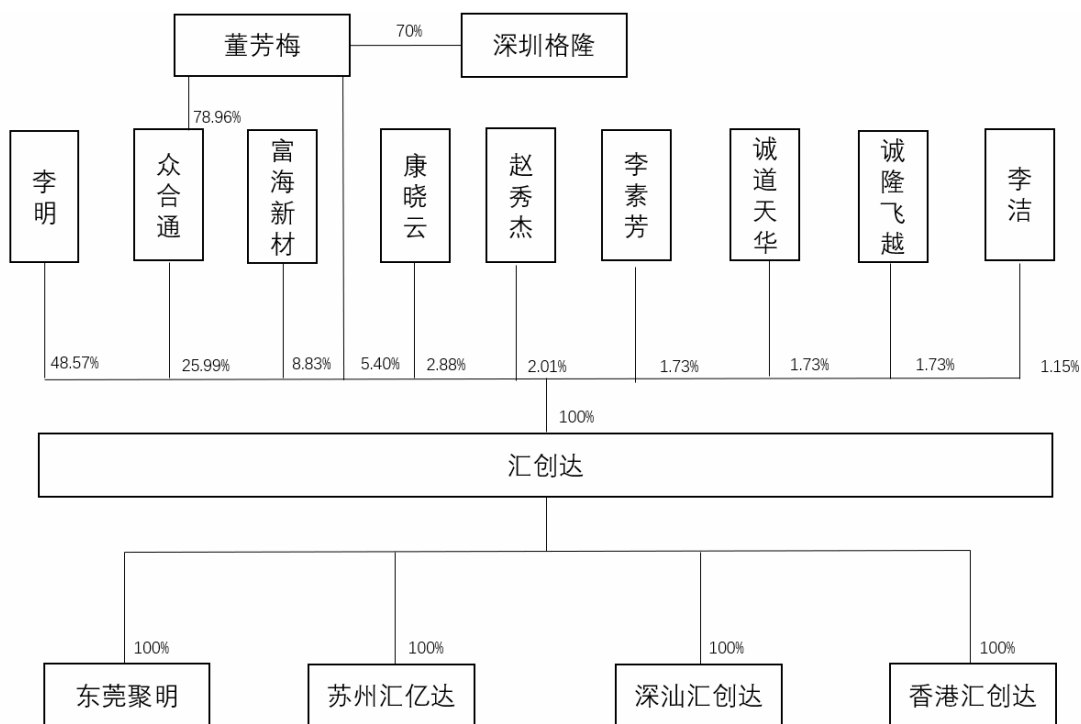 董芳梅
70%
深圳格隆
78.96%
李明
众合通
富海新材
康晓云
赵秀杰
李素芳
诚道天华
诚隆飞越
李洁
48.57%
25.99%
8.83%
5.40%
2.88%
2.01%
1.73%
1.73%
1.73%
1.15%
100%
汇创达
100%
100%
100%
100%
东莞聚明
苏州汇亿达
深汕汇创达
香港汇创达